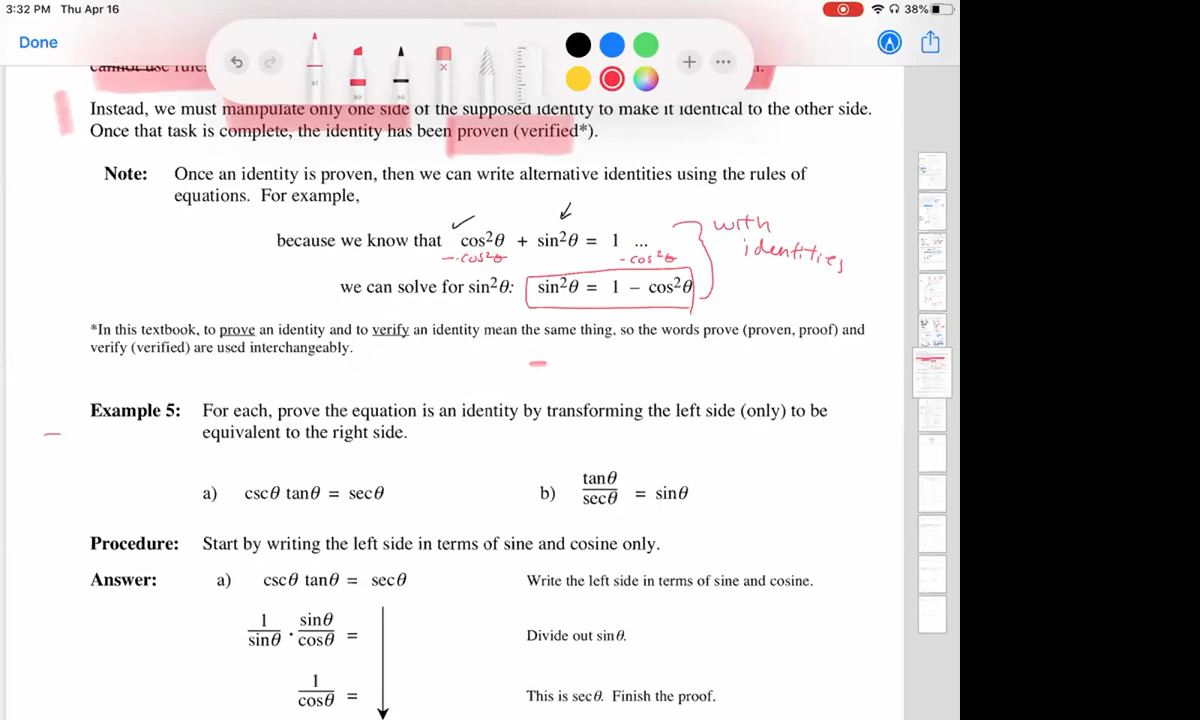 3:32 PM Thu Apr 16
38%
Done
cannot use rules
Instead, we must manipulate only one side of the supposed identity to make it identical to the other side.
Once that task is complete, the identity has been proven (verified*).
Note: Once an identity is proven, then we can write alternative identities using the rules of
equations. For example,
because we know that cos²θ + sin²θ = 1 ...
- cos²θ - cos²θ
with
identities
we can solve for sin²θ: sin²θ = 1 − cos²θ
*In this textbook, to prove an identity and to verify an identity mean the same thing, so the words prove (proven, proof) and
verify (verified) are used interchangeably.
Example 5: For each, prove the equation is an identity by transforming the left side (only) to be
equivalent to the right side.
a) cscθ tanθ = secθ b) tanθ/secθ = sinθ
Procedure: Start by writing the left side in terms of sine and cosine only.
Answer: a) cscθ tanθ = secθ Write the left side in terms of sine and cosine.
1/sinθ · sinθ/cosθ = Divide out sinθ.
1/cosθ = This is secθ. Finish the proof.